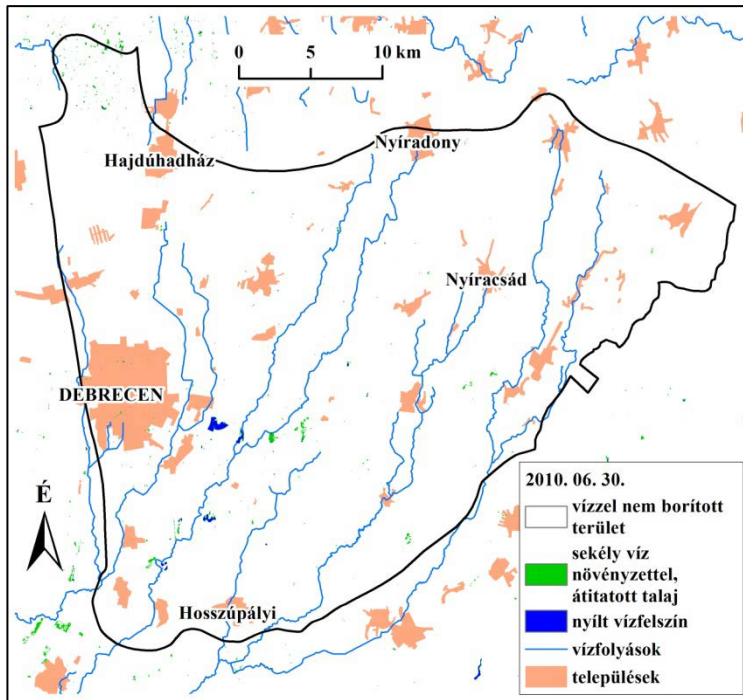 0 5 10 km
Nyíradony
Hajdúhadház
Nyíracsád
DEBRECEN
É
Hosszúpályi
2010. 06. 30.
vízzel nem borított
terület
sekély víz
növényzettel,
átitatott talaj
nyílt vízfelszín
vízfolyások
települések